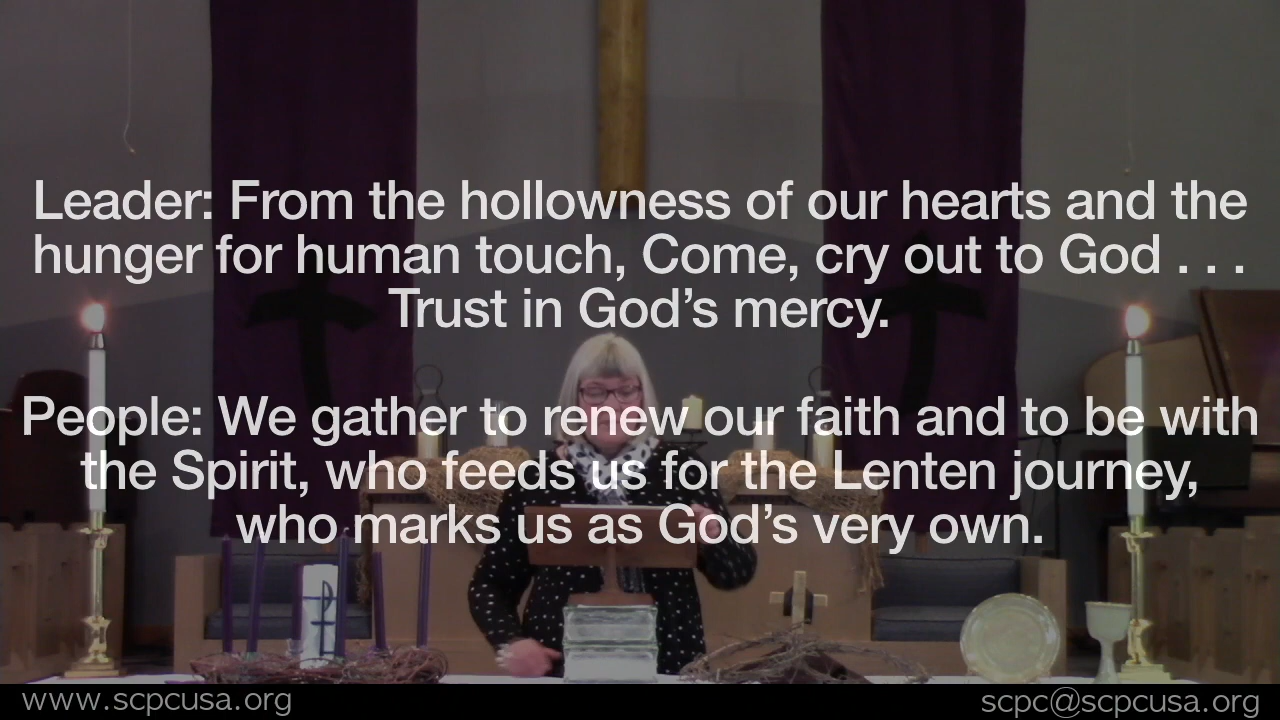 Leader: From the hollowness of our hearts and the
hunger for human touch, Come, cry out to God . . .
Trust in God’s mercy.
People: We gather to renew our faith and to be with
the Spirit, who feeds us for the Lenten journey,
who marks us as God’s very own.
www.scpcusa.org
scpc@scpcusa.org